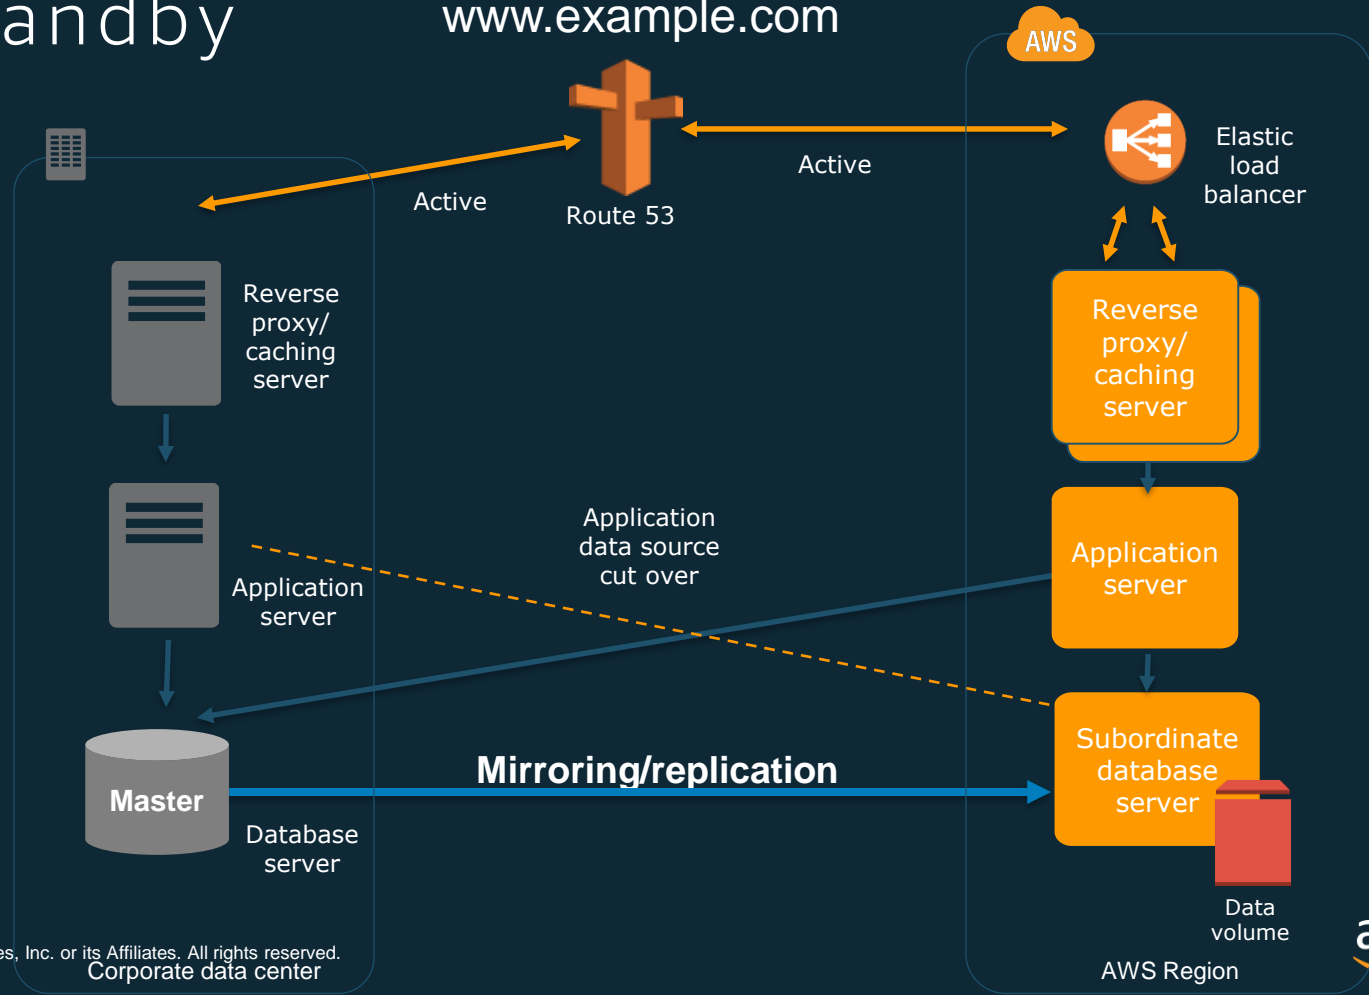 andby
www.example.com
AWS
Active
Active
Route 53
Elastic
load
balancer
Reverse
proxy/
caching
server
Reverse
proxy/
caching
server
Application
data source
cut over
Application
server
Application
server
Mirroring/replication
Master
Database
server
Subordinate
database
server
Data
volume
es, Inc. or its Affiliates. All rights reserved.
Corporate data center
AWS Region
a